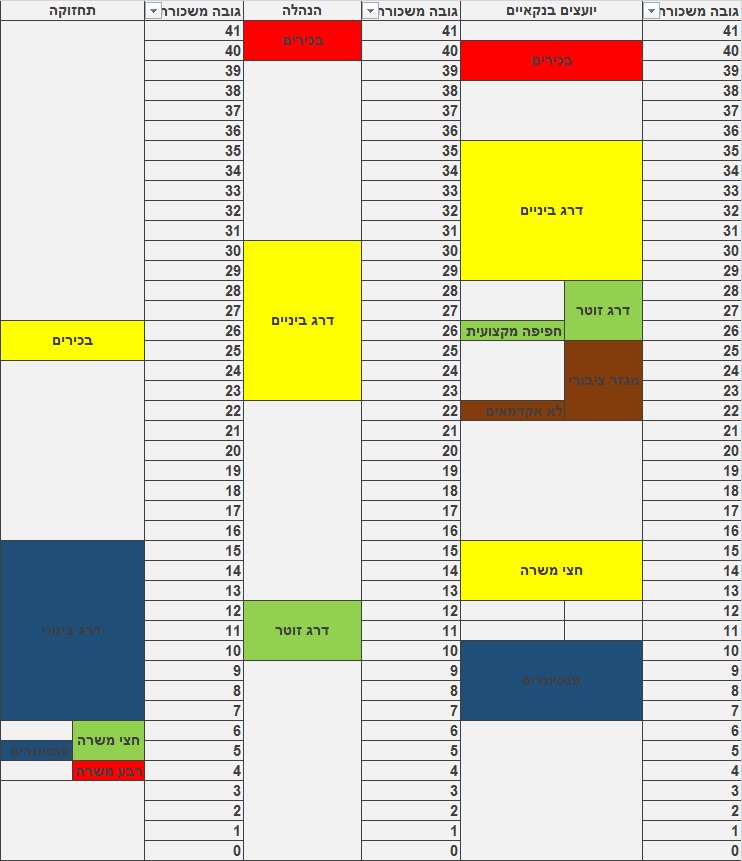 גובה משכורת יועצים בנקאיים גובה משכורת הנהלה גובה משכורת תחזוקה
41 41 41
בכירים
40 40 40
בכירים
39 39 39
38 38 38
37 37 37
36 36 36
35 35 35
34 34 34
33 33 33
32 דרג ביניים 32 32
31 31 31
30 30 30
29 29 29
28 28 28
27 דרג זוטר 27 דרג ביניים 27
26 חפיפה מקצועית 26 26
בכירים
25 25 25
24 מגזר ציבורי 24 24
23 23 23
22 לא אקדמאים 22 22
21 21 21
20 20 20
19 19 19
18 18 18
17 17 17
16 16 16
15 15 15
14 חצי משרה 14 14
13 13 13
12 12 12
11 11 דרג זוטר 11 דרג בינוני
10 10 10
9 9 9
פנסיונרים
8 8 8
7 7 7
6 6 6
חצי משרה
5 5 5 פנסיונרים
4 4 4 רבע משרה
3 3 3
2 2 2
1 1 1
0 0 0